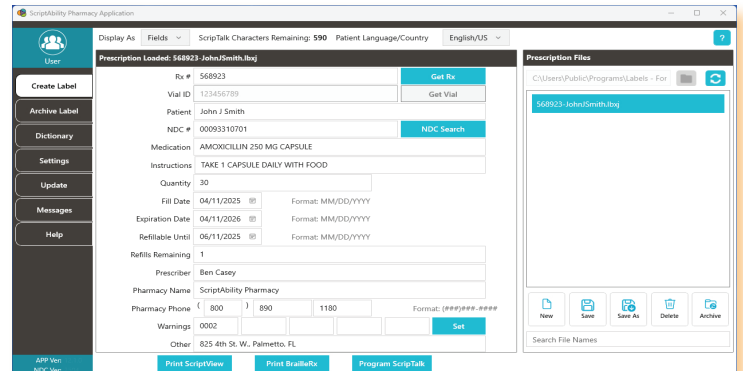 ScriptAbility Pharmacy Application
User
Create Label
Archive Label
Dictionary
Settings
Update
Messages
Help
APP Ver:
NDC Ver:
Display As Fields ScripTalk Characters Remaining: 590 Patient Language/Country English/US ?
Prescription Loaded: 568923-JohnJSmith.lbxj
Rx # 568923 Get Rx
Vial ID 123456789 Get Vial
Patient John J Smith
NDC # 00093310701 NDC Search
Medication AMOXICILLIN 250 MG CAPSULE
Instructions TAKE 1 CAPSULE DAILY WITH FOOD
Quantity 30
Fill Date 04/11/2025 Format: MM/DD/YYYY
Expiration Date 04/11/2026 Format: MM/DD/YYYY
Refillable Until 06/11/2025 Format: MM/DD/YYYY
Refills Remaining 1
Prescriber Ben Casey
Pharmacy Name ScriptAbility Pharmacy
Pharmacy Phone ( 800 ) 890 1180 Format: (###)###-####
Warnings 0002 Set
Other 825 4th St. W., Palmetto. FL
Print ScriptView Print BrailleRx Program ScripTalk
Prescription Files
C:\Users\Public\Programs\Labels - For
568923-JohnJSmith.lbxj
New Save Save As Delete Archive
Search File Names